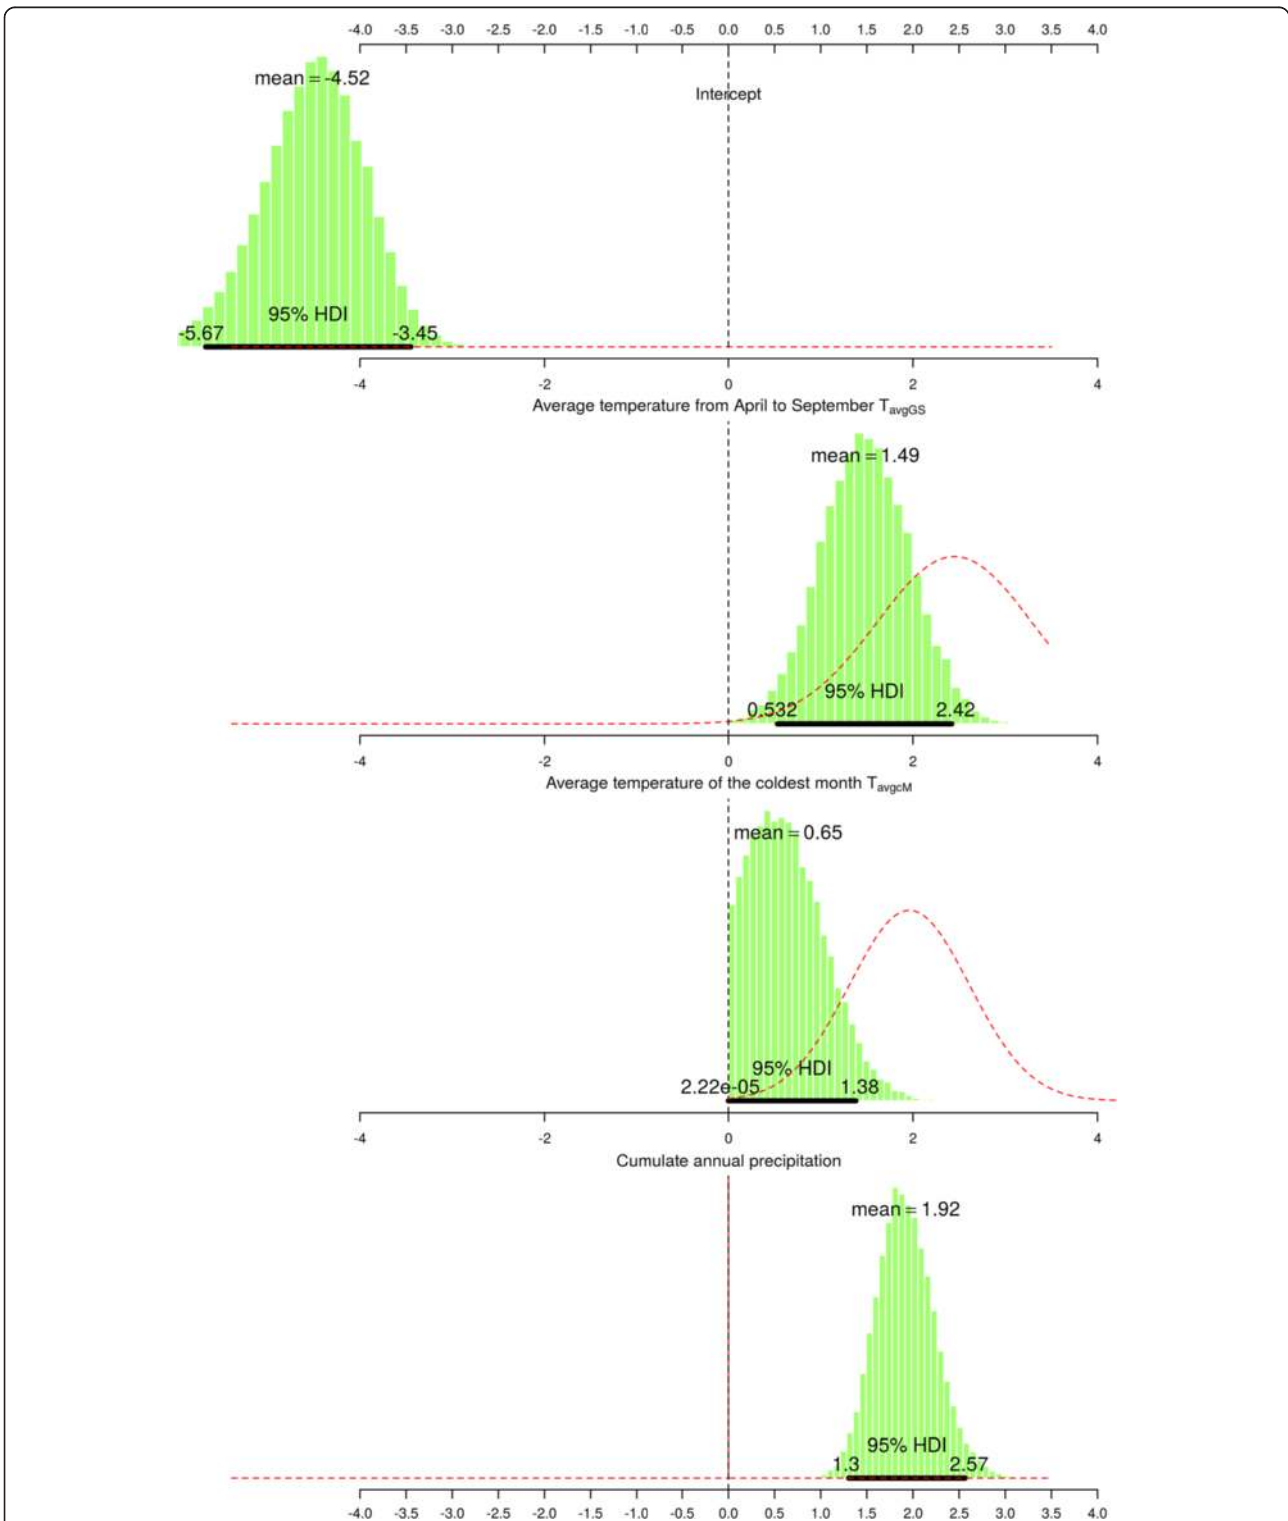 -4.0 -3.5 -3.0 -2.5 -2.0 -1.5 -1.0 -0.5 0.0 0.5 1.0 1.5 2.0 2.5 3.0 3.5 4.0
mean = -4.52
Intercept
95% HDI
-5.67 -3.45
-4 -2 0 2 4
Average temperature from April to September TavgGS
mean = 1.49
95% HDI
0.532 2.42
-4 -2 0 2 4
Average temperature of the coldest month TavgcM
mean = 0.65
95% HDI
2.22e-05 1.38
-4 -2 0 2 4
Cumulate annual precipitation
mean = 1.92
95% HDI
1.3 2.57
-4.0 -3.5 -3.0 -2.5 -2.0 -1.5 -1.0 -0.5 0.0 0.5 1.0 1.5 2.0 2.5 3.0 3.5 4.0